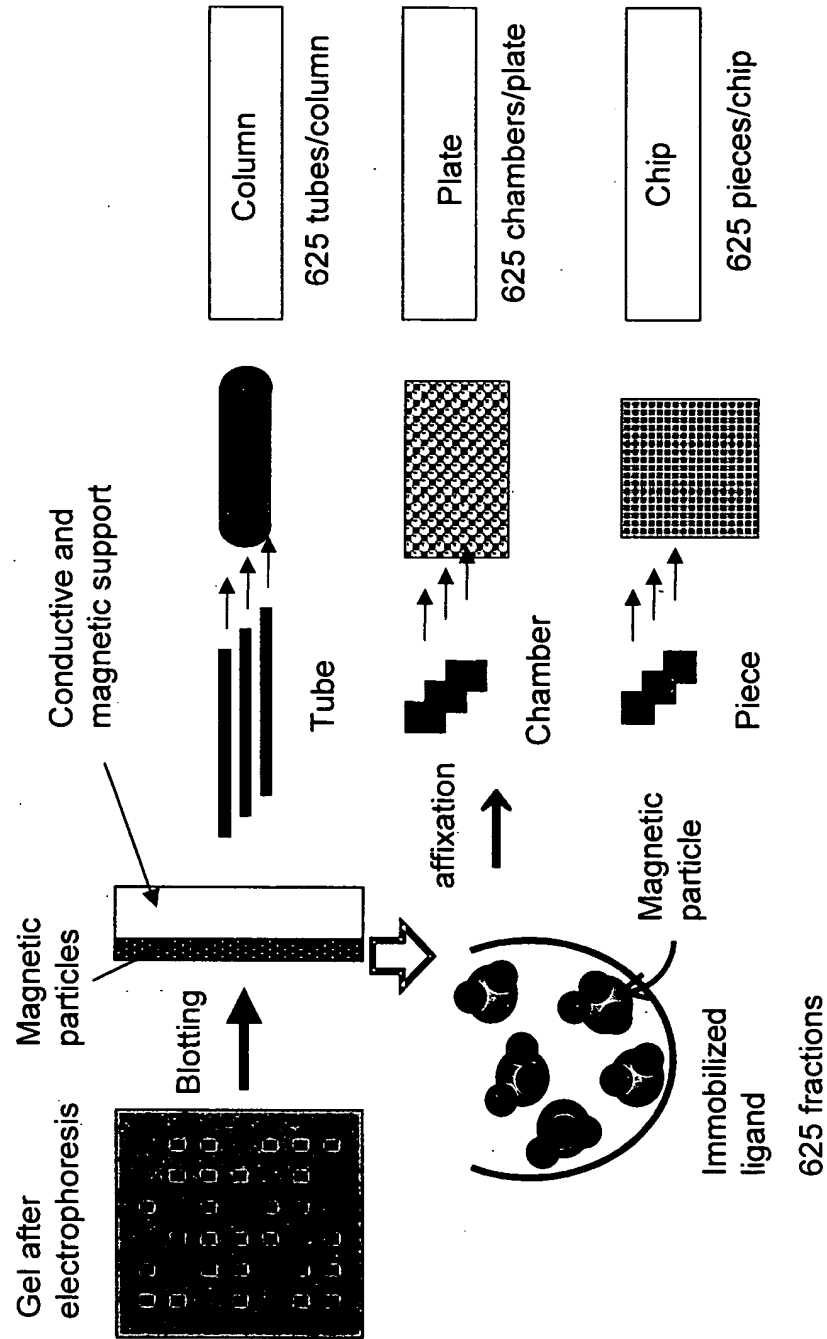 Gel after
electrophoresis
Blotting
Magnetic
particles
Conductive and
magnetic support
Immobilized
ligand
625 fractions
Magnetic
particle
affixation
Tube
Chamber
Piece
Column
625 tubes/column
Plate
625 chambers/plate
Chip
625 pieces/chip